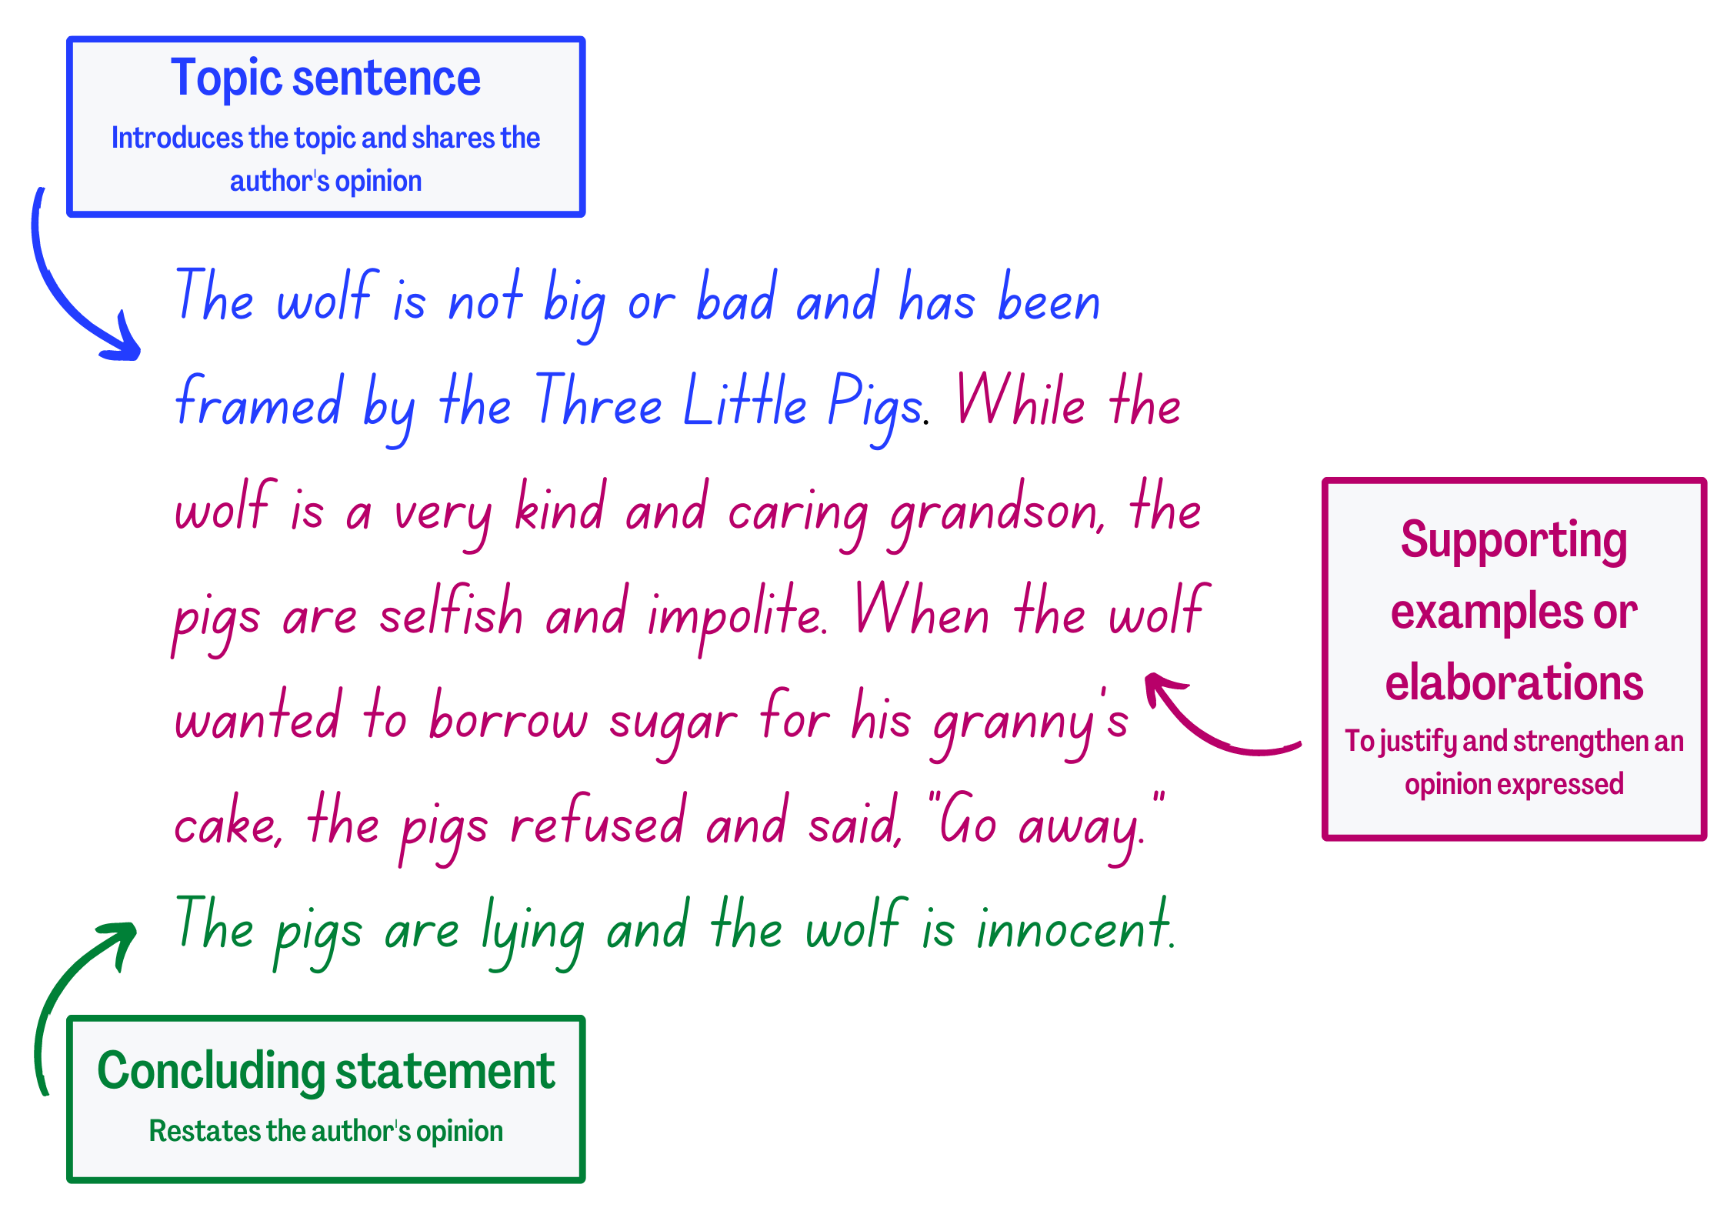 Topic sentence
Introduces the topic and shares the
author's opinion
The wolf is not big or bad and has been
framed by the Three Little Pigs. While the
wolf is a very kind and caring grandson, the
pigs are selfish and impolite. When the wolf
wanted to borrow sugar for his granny's
cake, the pigs refused and said, "Go away."
The pigs are lying and the wolf is innocent.
Supporting
examples or
elaborations
To justify and strengthen an
opinion expressed
Concluding statement
Restates the author's opinion